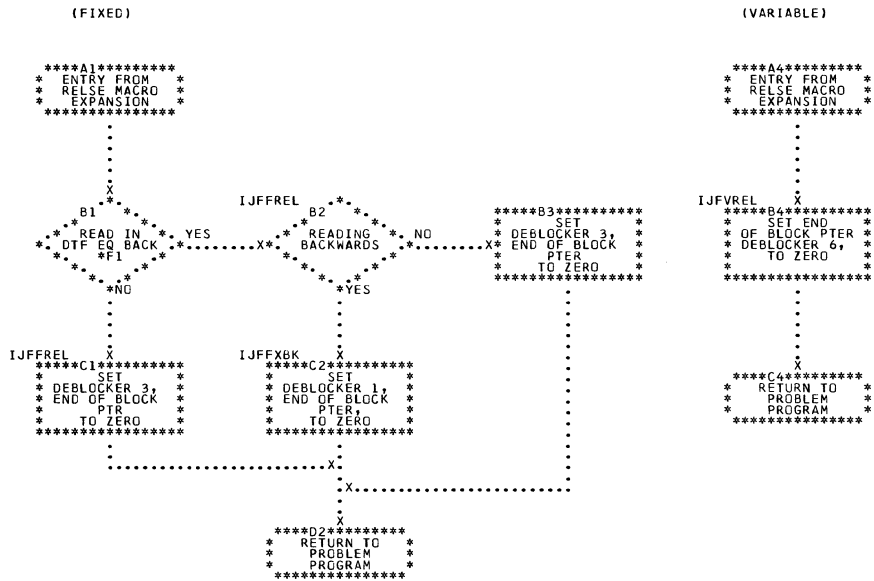 (FIXED)
(VARIABLE)
A1
ENTRY FROM
RELSE MACRO
EXPANSION
A4
ENTRY FROM
RELSE MACRO
EXPANSION
B1
READ IN
DTF EQ BACK
*F1
YES
NO
IJFFREL
B2
READING
BACKWARDS
NO
YES
B3
SET
DEBLOCKER 3,
END OF BLOCK
PTER
TO ZERO
IJFVREL
B4
SET END
OF BLOCK PTER
DEBLOCKER 6,
TO ZERO
IJFFREL
C1
SET
DEBLOCKER 3,
END OF BLOCK
PTR
TO ZERO
IJFFXBK
C2
SET
DEBLOCKER 1,
END OF BLOCK
PTER,
TO ZERO
C4
RETURN TO
PROBLEM
PROGRAM
D2
RETURN TO
PROBLEM
PROGRAM